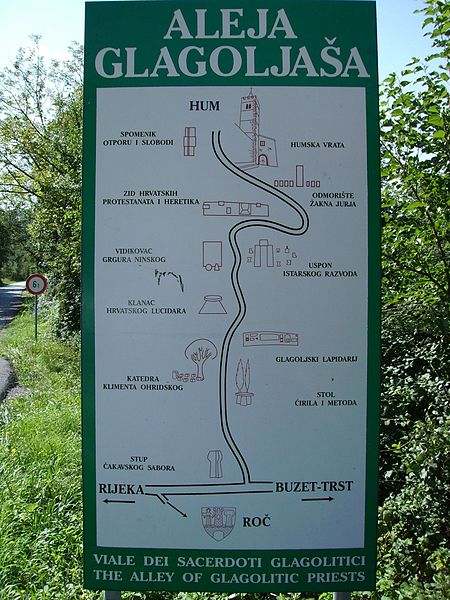 ALEJA
GLAGOLJAŠA
HUM
SPOMENIK
OTPORU I SLOBODI
HUMSKA VRATA
ZID HRVATSKIH
PROTESTANATA I HERETIKA
ODMORIŠTE
ŽAKNA JURJA
VIDIKOVAC
GRGURA NINSKOG
USPON
ISTARSKOG RAZVODA
KLANAC
HRVATSKOG LUCIDARA
GLAGOLJSKI LAPIDARIJ
KATEDRA
KLIMENTA OHRIDSKOG
STOL
ĆIRILA I METODA
STUP
ČAKAVSKOG SABORA
RIJEKA
BUZET-TRST
ROČ
VIALE DEI SACERDOTI GLAGOLITICI
THE ALLEY OF GLAGOLITIC PRIESTS